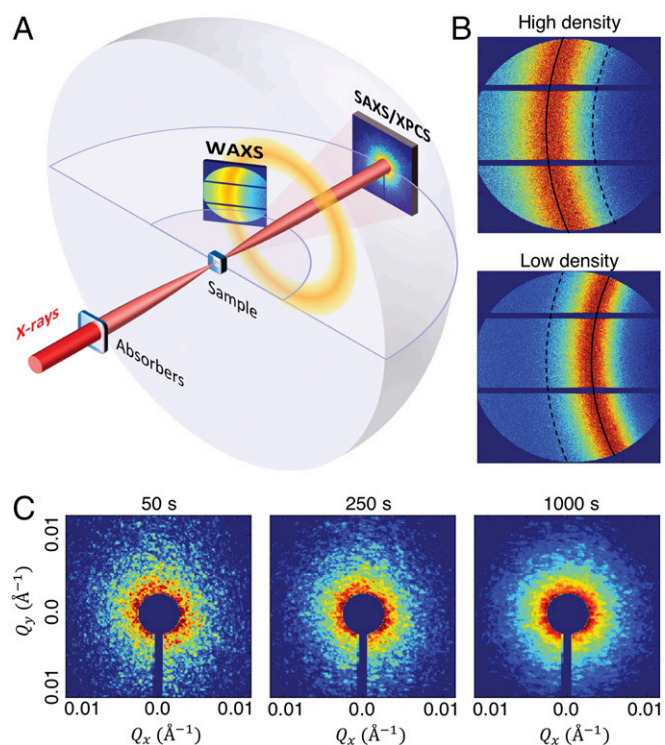 A
SAXS/XPCS
WAXS
Sample
X-rays
Absorbers
B
High density
Low density
C
50 s
250 s
1000 s
0.01
0.0
0.01
Q_y (Å⁻¹)
0.01 0.0 0.01
0.01 0.0 0.01
0.01 0.0 0.01
Q_x (Å⁻¹)
Q_x (Å⁻¹)
Q_x (Å⁻¹)